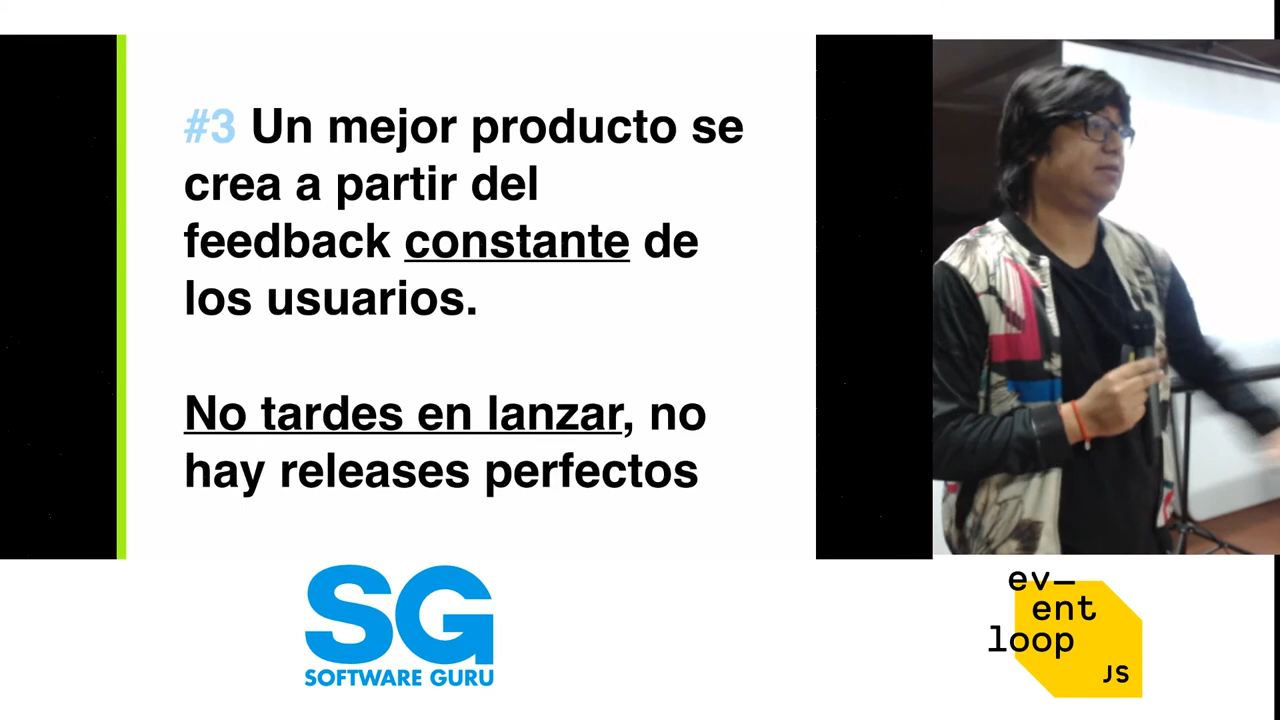 #3 Un mejor producto se
crea a partir del
feedback constante de
los usuarios.
No tardes en lanzar, no
hay releases perfectos
SG
SOFTWARE GURU
ev—
ent
loop
JS